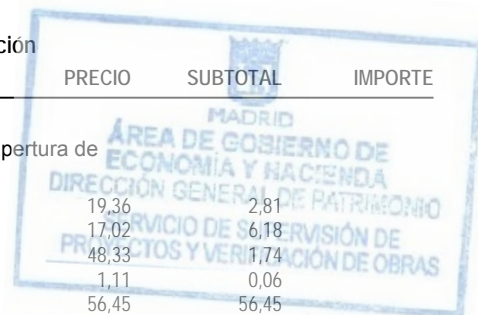 ción
PRECIO SUBTOTAL IMPORTE
MADRID
ÁREA DE GOBIERNO DE
pertura de
ECONOMÍA Y HACIENDA
DIRECCIÓN GENERAL DE PATRIMONIO
19,36 2,81
SERVICIO DE SUPERVISIÓN DE
17,02 6,18
PROYECTOS Y VERIFICACIÓN DE OBRAS
48,33 1,74
1,11 0,06
56,45 56,45